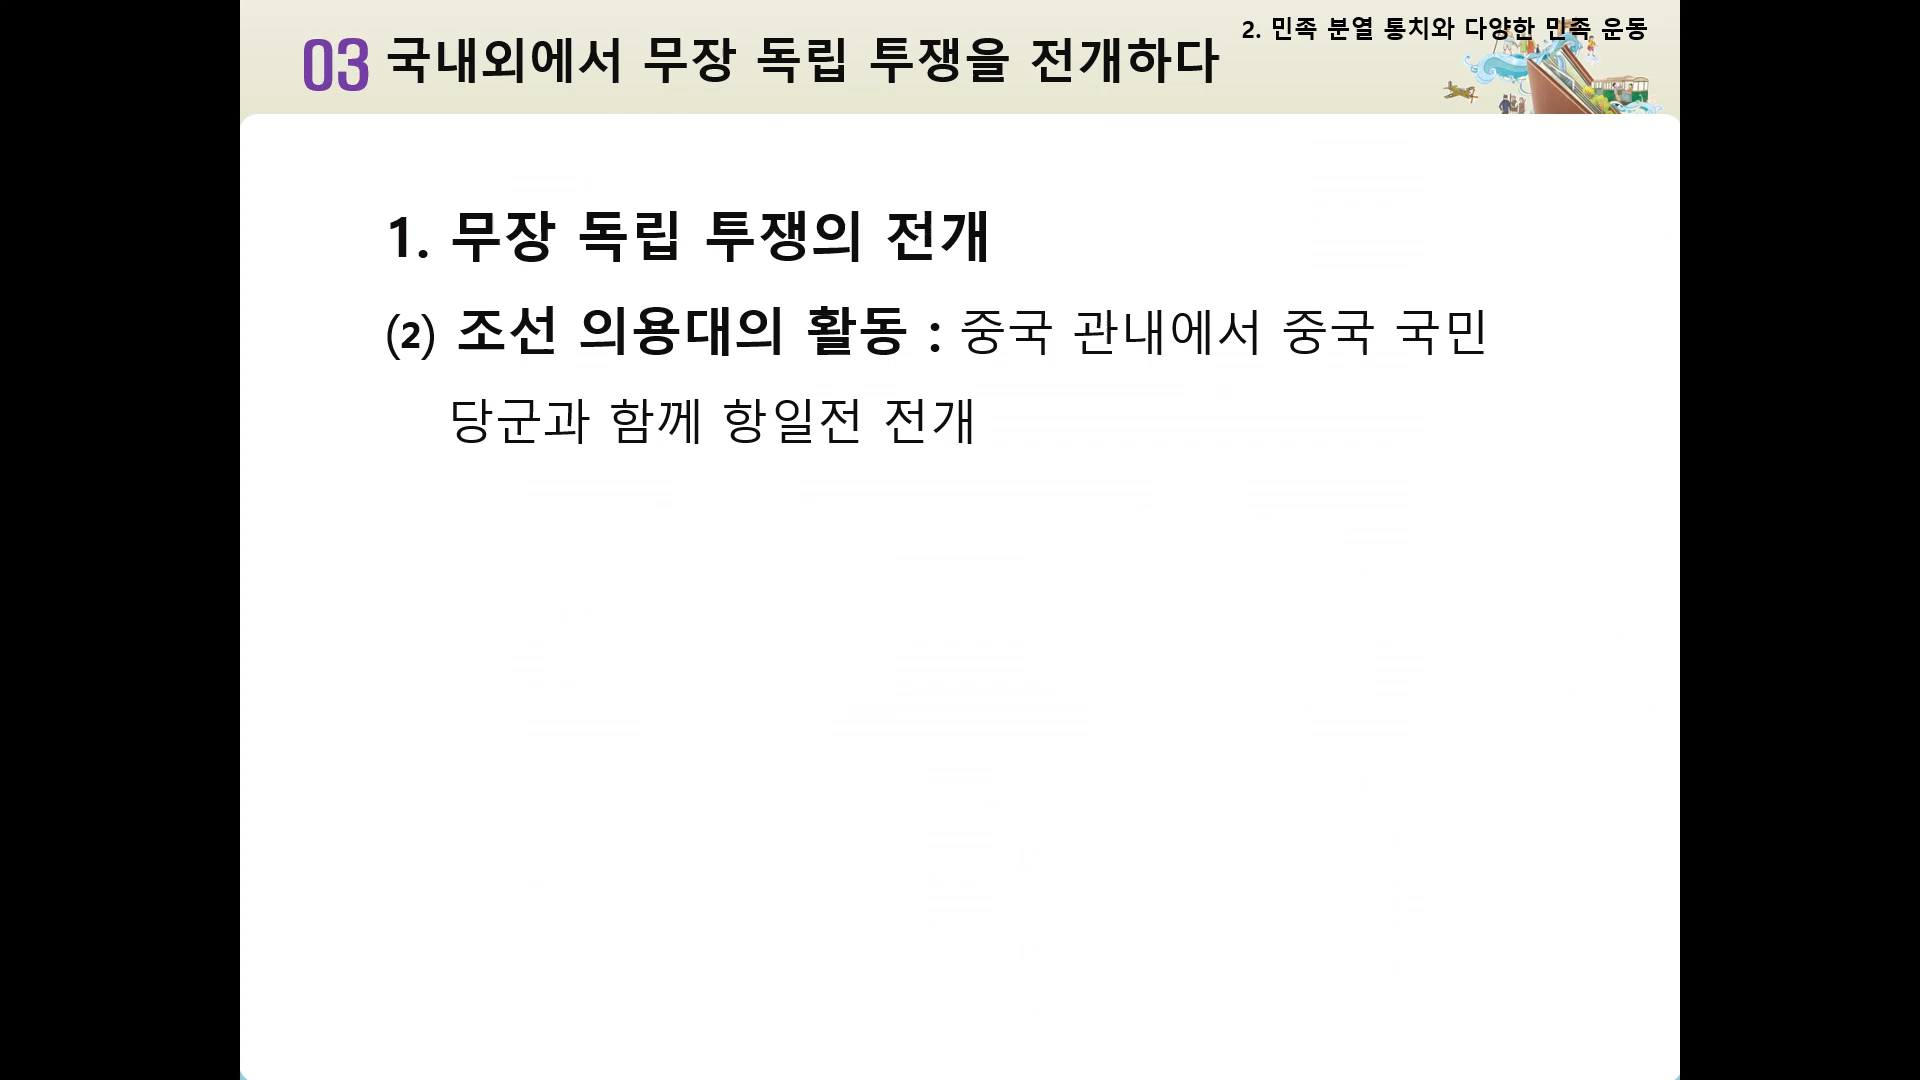 2. 민족 분열 통치와 다양한 민족 운동
03 국내외에서 무장 독립 투쟁을 전개하다
1. 무장 독립 투쟁의 전개
(2) 조선 의용대의 활동 : 중국 관내에서 중국 국민
당군과 함께 항일전 전개